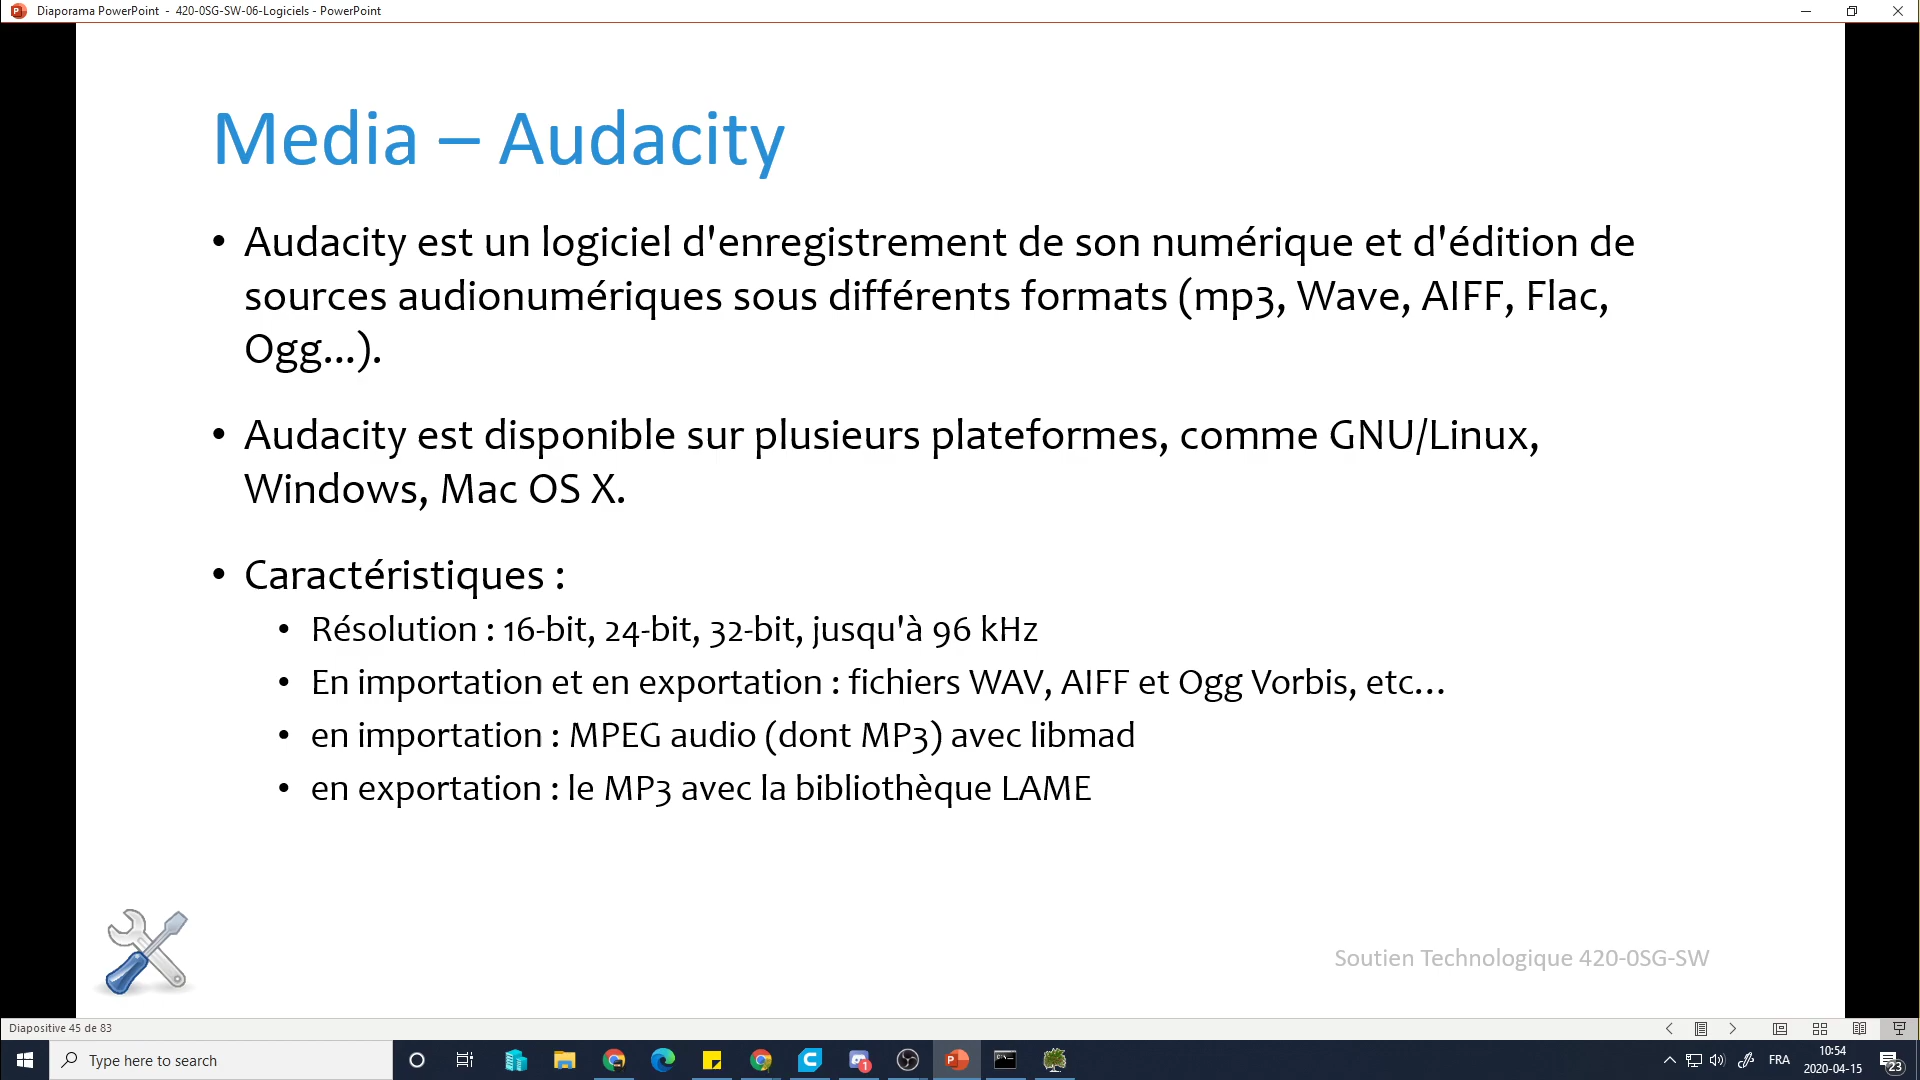 Diaporama PowerPoint - 420-0SG-SW-06-Logiciels - PowerPoint
Media – Audacity
• Audacity est un logiciel d'enregistrement de son numérique et d'édition de
sources audionumériques sous différents formats (mp3, Wave, AIFF, Flac,
Ogg...).
• Audacity est disponible sur plusieurs plateformes, comme GNU/Linux,
Windows, Mac OS X.
• Caractéristiques :
• Résolution : 16-bit, 24-bit, 32-bit, jusqu'à 96 kHz
• En importation et en exportation : fichiers WAV, AIFF et Ogg Vorbis, etc…
• en importation : MPEG audio (dont MP3) avec libmad
• en exportation : le MP3 avec la bibliothèque LAME
Soutien Technologique 420-0SG-SW
Diapositive 45 de 83
Type here to search
FRA
10:54
2020-04-15
23